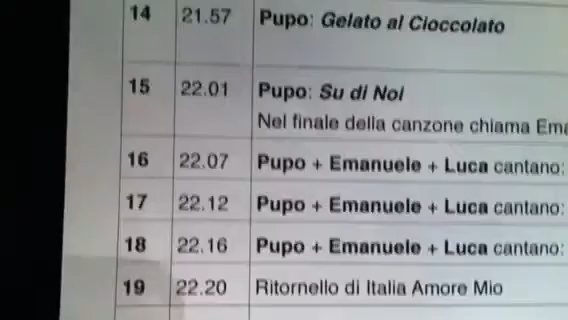 14 21.57 Pupo: Gelato al Cioccolato
15 22.01 Pupo: Su di Noi
Nel finale della canzone chiama Ema
16 22.07 Pupo + Emanuele + Luca cantano:
17 22.12 Pupo + Emanuele + Luca cantano:
18 22.16 Pupo + Emanuele + Luca cantano:
19 22.20 Ritornello di Italia Amore Mio